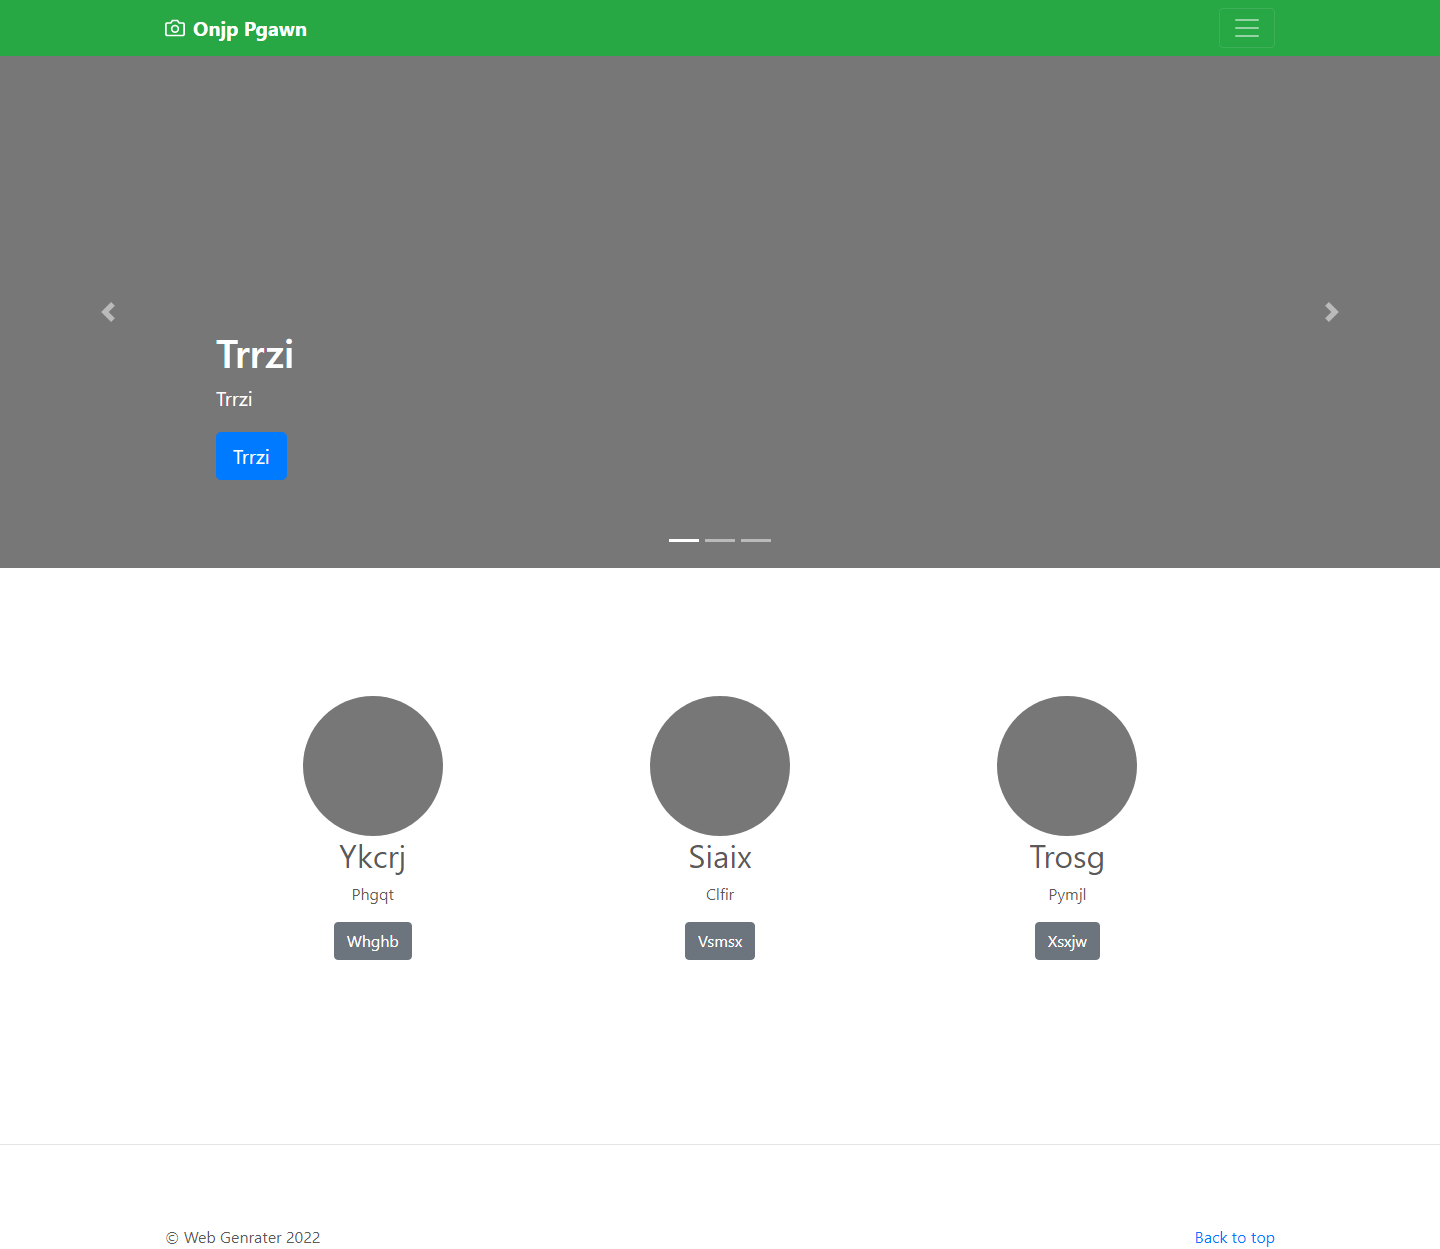 Onjp Pgawn
Trrzi
Trrzi
Trrzi
Ykcrj
Siaix
Trosg
Phgqt
Clfir
Pymjl
Whghb
Vsmsx
Xsxjw
© Web Genrater 2022
Back to top